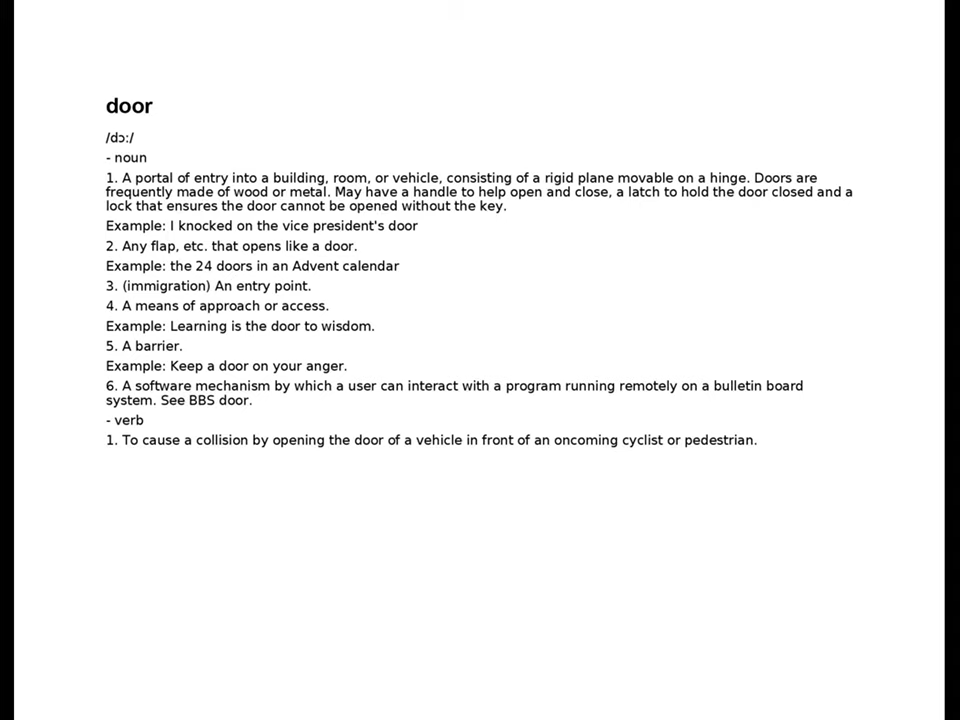 door
/dɔː/
- noun
1. A portal of entry into a building, room, or vehicle, consisting of a rigid plane movable on a hinge. Doors are
frequently made of wood or metal. May have a handle to help open and close, a latch to hold the door closed and a
lock that ensures the door cannot be opened without the key.
Example: I knocked on the vice president's door
2. Any flap, etc. that opens like a door.
Example: the 24 doors in an Advent calendar
3. (immigration) An entry point.
4. A means of approach or access.
Example: Learning is the door to wisdom.
5. A barrier.
Example: Keep a door on your anger.
6. A software mechanism by which a user can interact with a program running remotely on a bulletin board
system. See BBS door.
- verb
1. To cause a collision by opening the door of a vehicle in front of an oncoming cyclist or pedestrian.